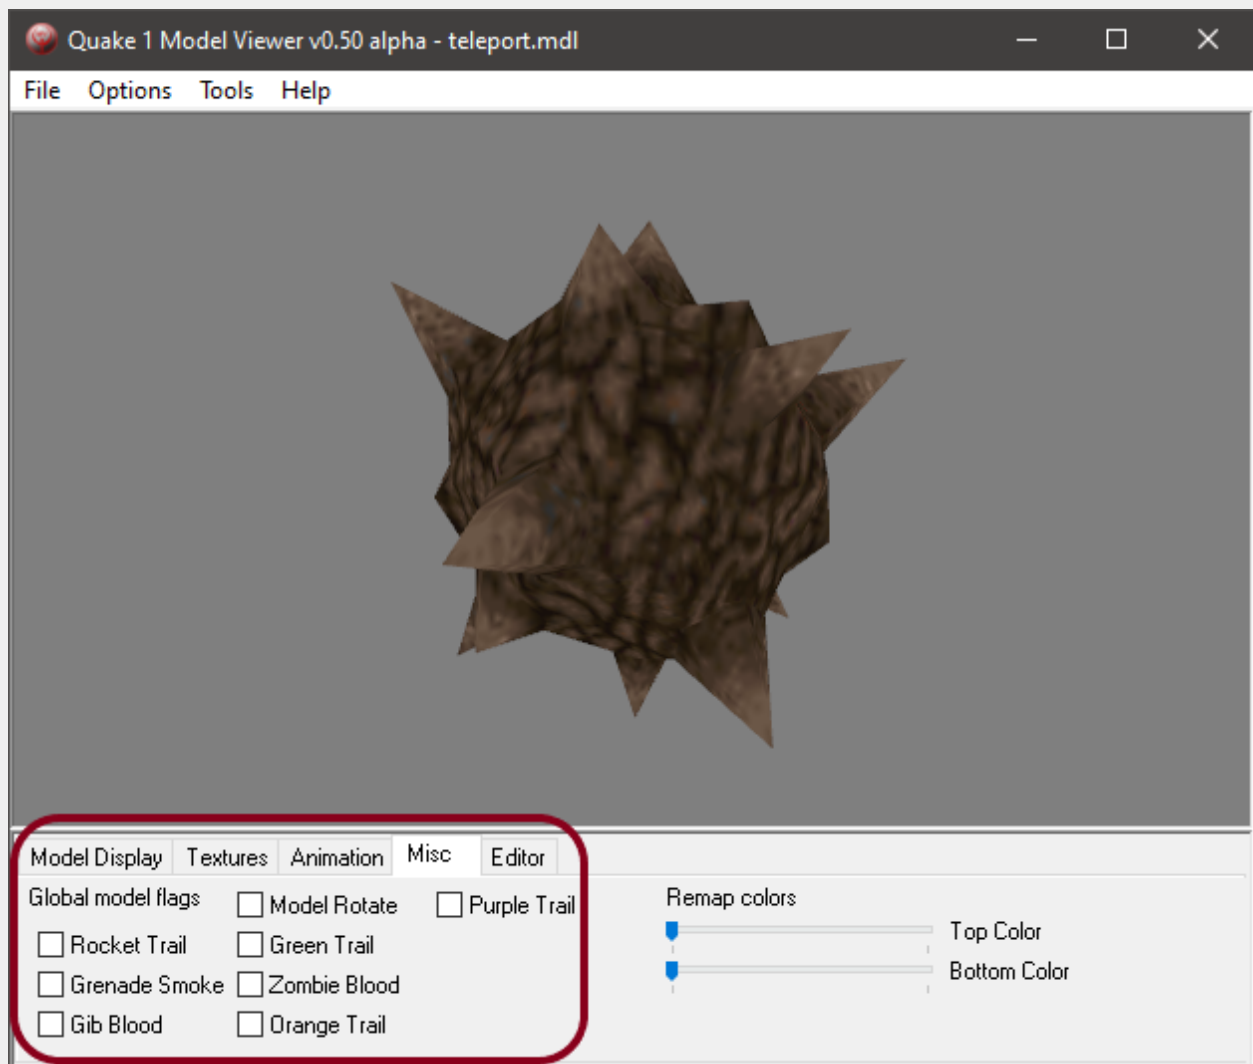 Quake 1 Model Viewer v0.50 alpha - teleport.mdl
File Options Tools Help
Model Display Textures Animation Misc Editor
Global model flags Model Rotate Purple Trail Remap colors
Rocket Trail Green Trail Top Color
Grenade Smoke Zombie Blood Bottom Color
Gib Blood Orange Trail